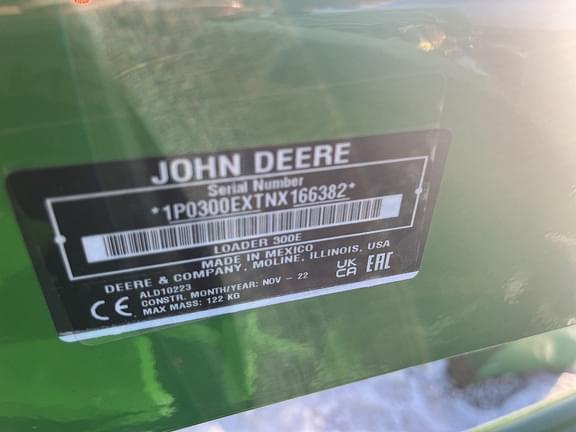 JOHN DEERE
Serial Number
*1P0300EXTNX166382*
LOADER 300E
MADE IN MEXICO
DEERE & COMPANY, MOLINE, ILLINOIS, USA
ALD10223
CONSTR. MONTH/YEAR: NOV - 22
MAX MASS: 122 KG
CE
UK
CA
EAC